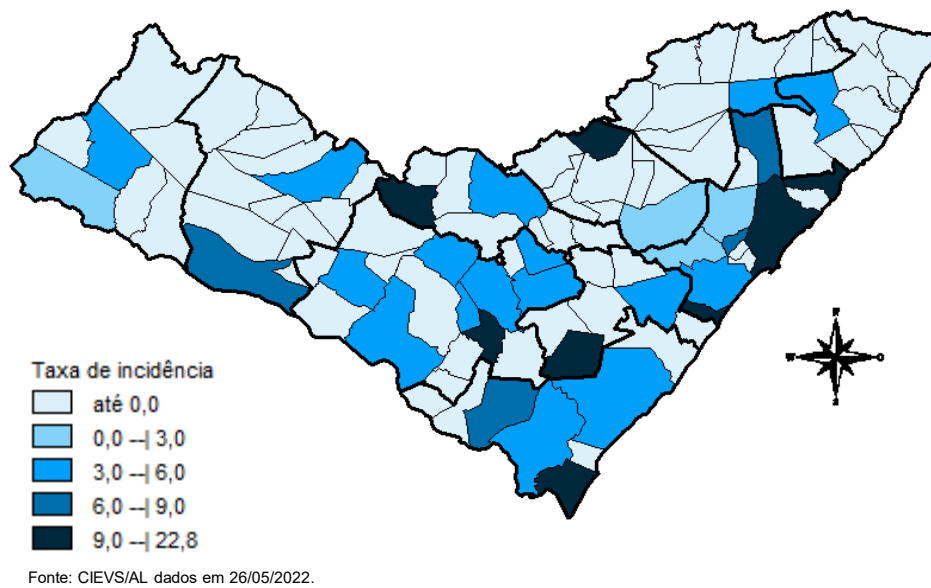 N
W
O
S
Taxa de incidência
até 0,0
0,0 --| 3,0
3,0 --| 6,0
6,0 --| 9,0
9,0 --| 22,8
Fonte: CIEVS/AL dados em 26/05/2022.